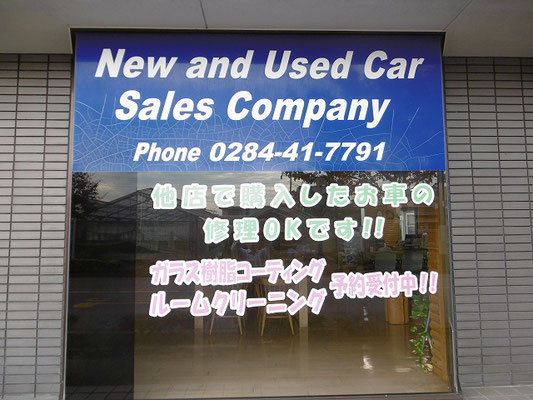 New and Used Car
Sales Company
Phone 0284-41-7791
他店で購入したお車の
修理OKです!!
ガラス樹脂コーティング
ルームクリーニング 予約受付中!!